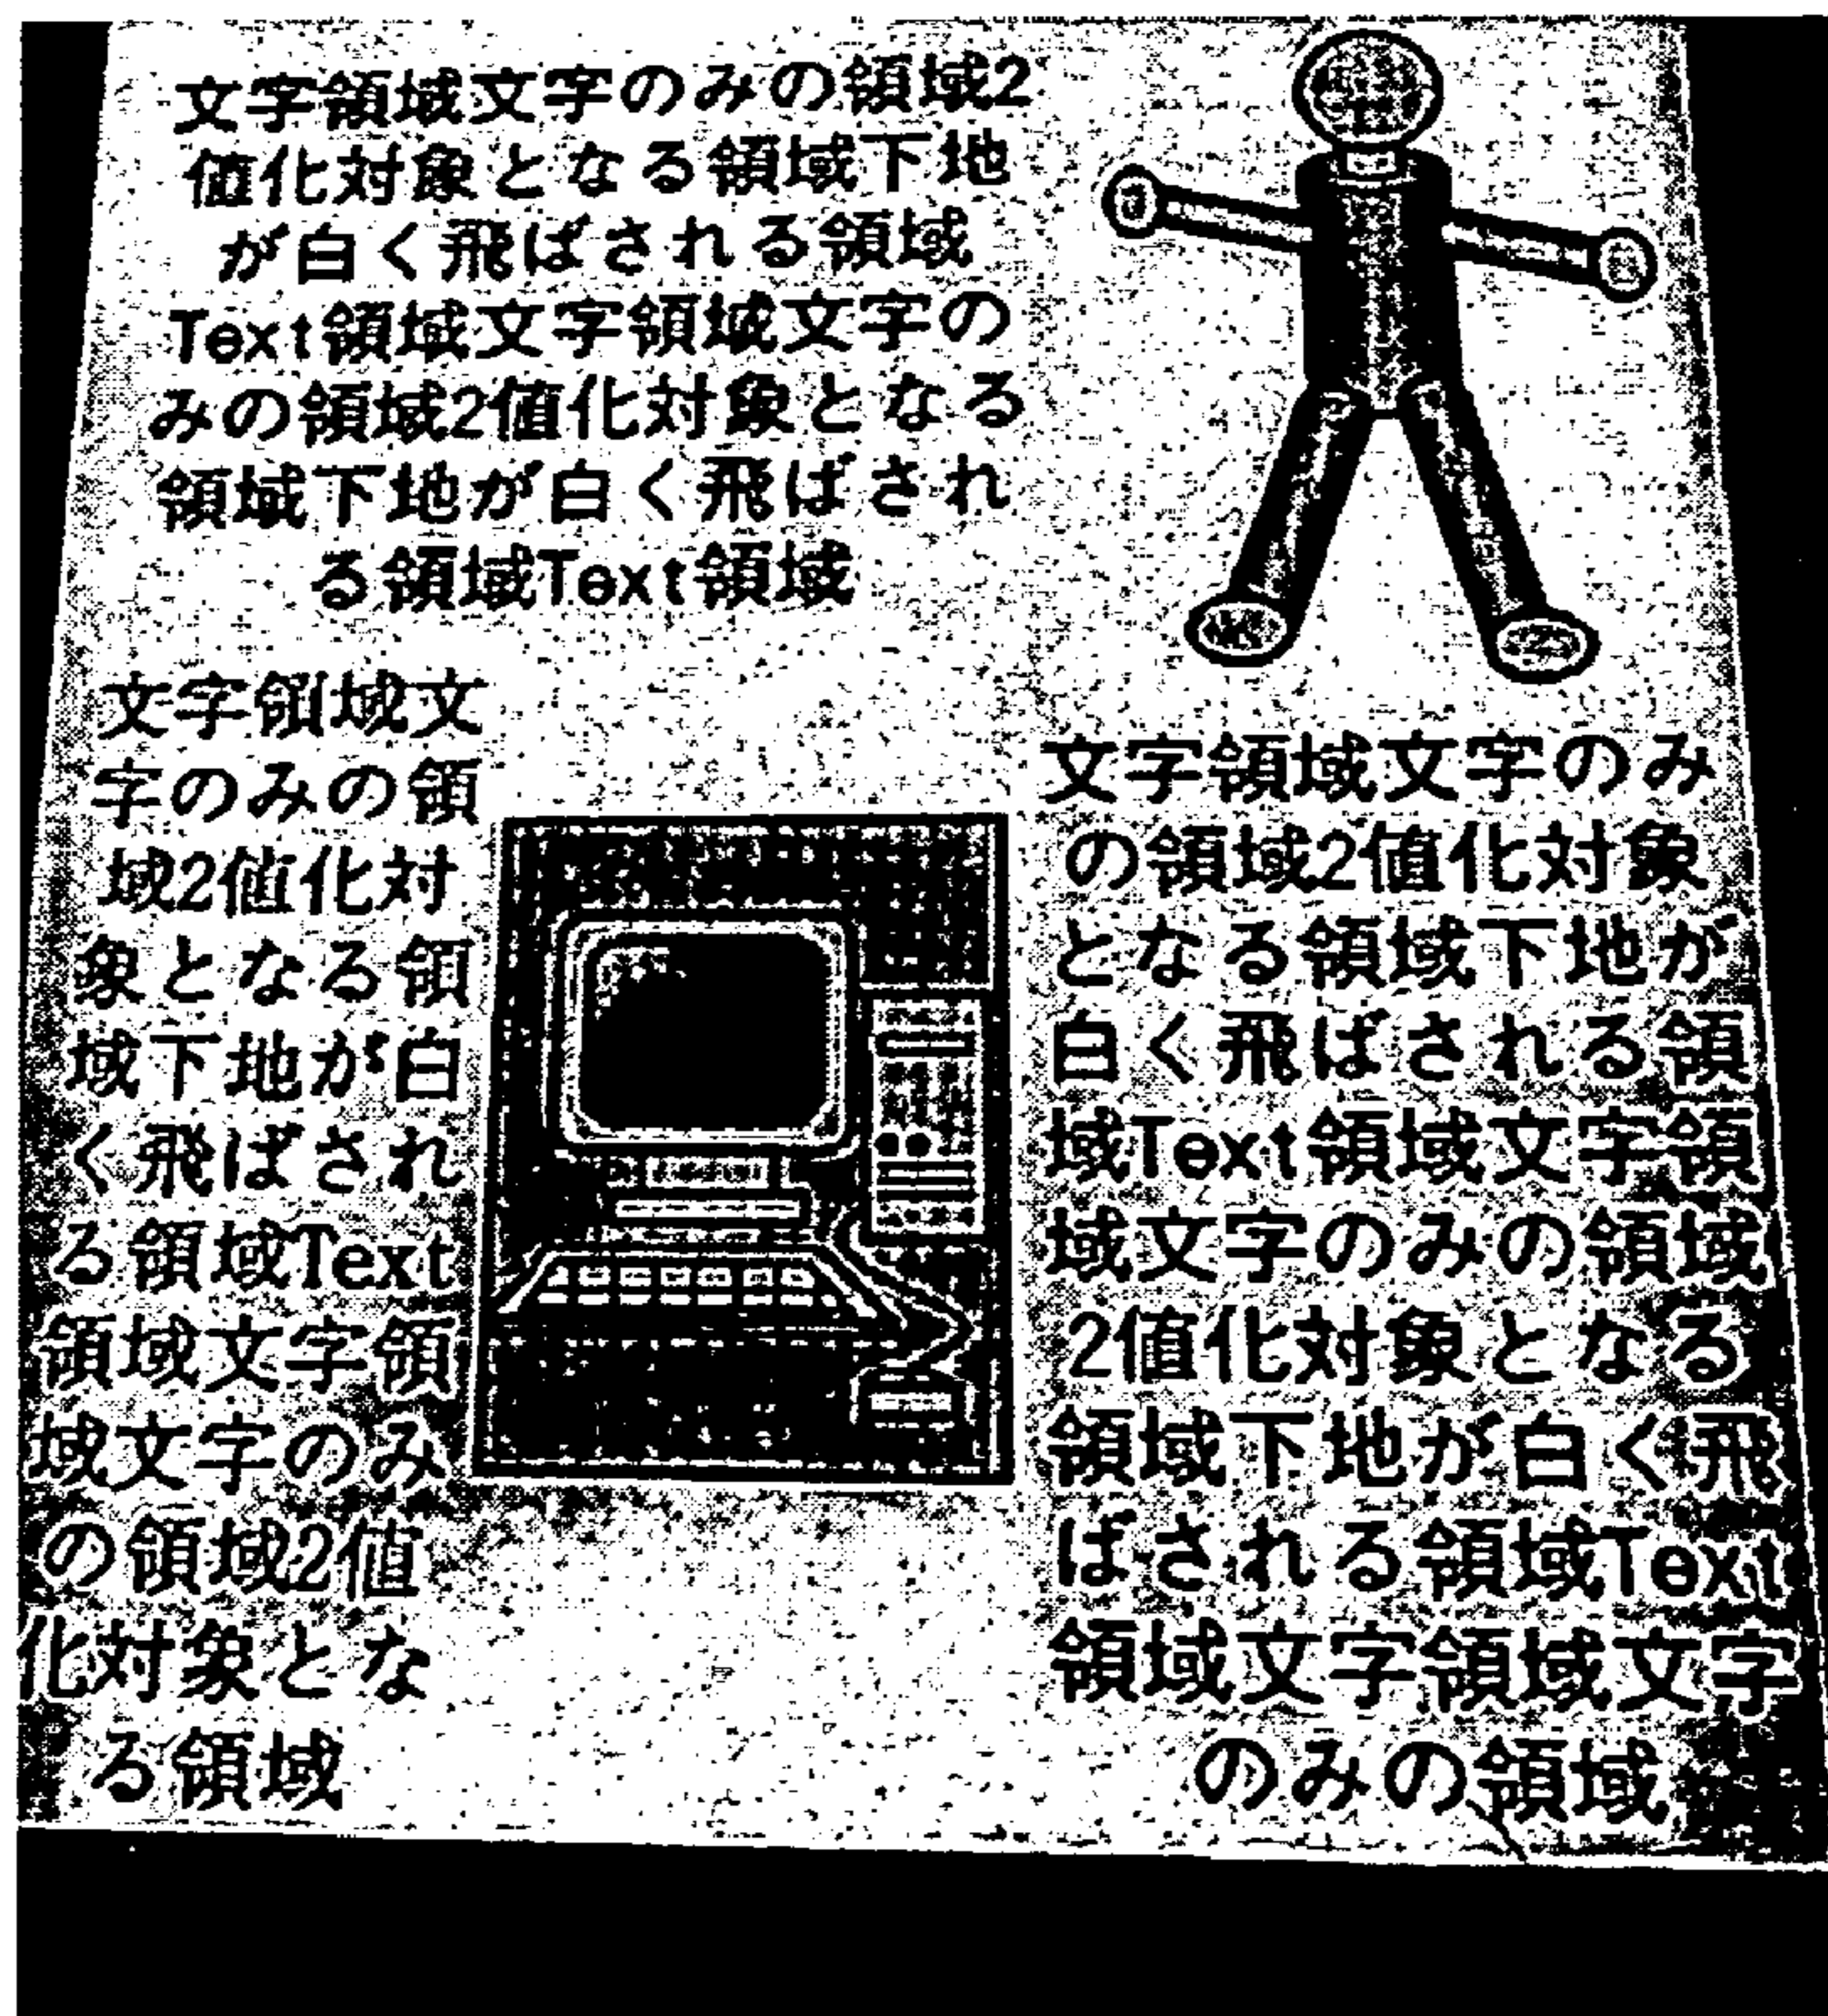 文字領域文字のみの領域2
値化対象となる領域下地
が白く飛ばされる領域
Text領域文字領域文字の
みの領域2値化対象となる
領域下地が白く飛ばされ
る領域Text領域
文字領域文
字のみの領
域2値化対
象となる領
域下地が白
く飛ばされ
る領域Text
領域文字領
域文字のみ
の領域2値
化対象とな
る領域
文字領域文字のみ
の領域2値化対象
となる領域下地が
白く飛ばされる領
域Text領域文字領
域文字のみの領域
2値化対象となる
領域下地が白く飛
ばされる領域Text
領域文字領域文字
のみの領域